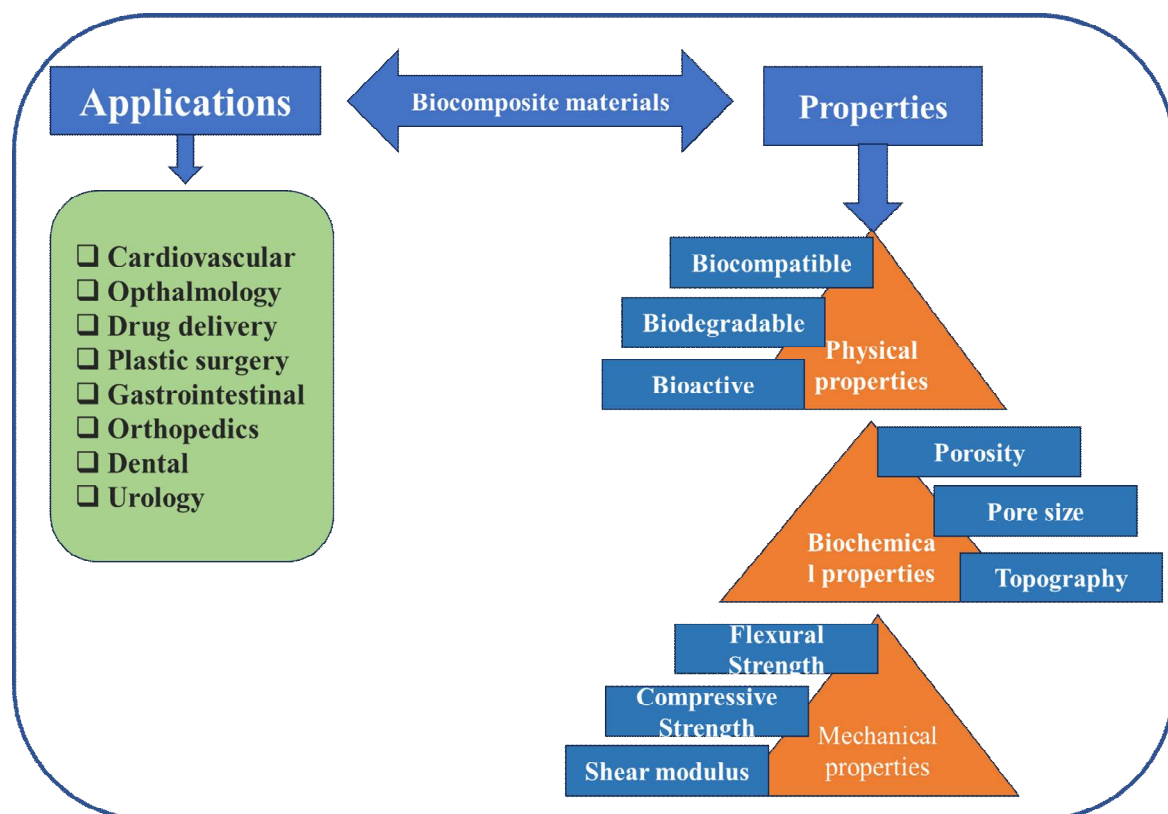 Applications
Biocomposite materials
Properties
❑ Cardiovascular
❑ Opthalmology
❑ Drug delivery
❑ Plastic surgery
❑ Gastrointestinal
❑ Orthopedics
❑ Dental
❑ Urology
Biocompatible
Biodegradable
Bioactive
Physical
properties
Porosity
Pore size
Topography
Biochemica
l properties
Flexural
Strength
Compressive
Strength
Shear modulus
Mechanical
properties